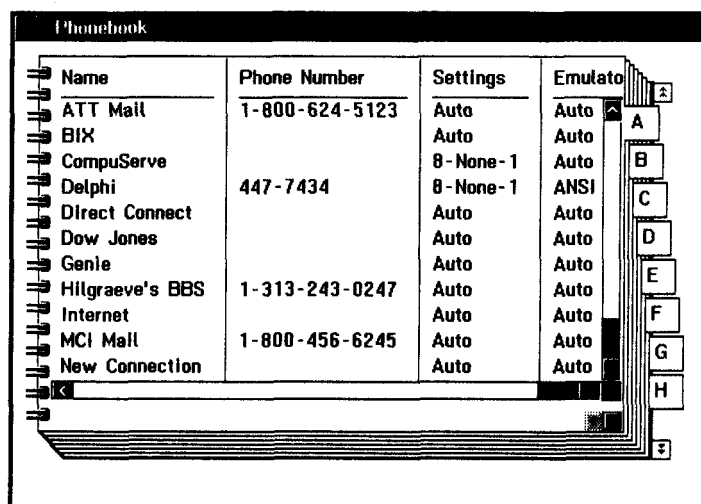 Phonebook
Name Phone Number Settings Emulato
ATT Mail 1-800-624-5123 Auto Auto
BIX Auto Auto
CompuServe 8-None-1 Auto
Delphi 447-7434 8-None-1 ANSI
Direct Connect Auto Auto
Dow Jones Auto Auto
Genie Auto Auto
Hilgraeve's BBS 1-313-243-0247 Auto Auto
Internet Auto Auto
MCI Mail 1-800-456-6245 Auto Auto
New Connection Auto Auto
A
B
C
D
E
F
G
H